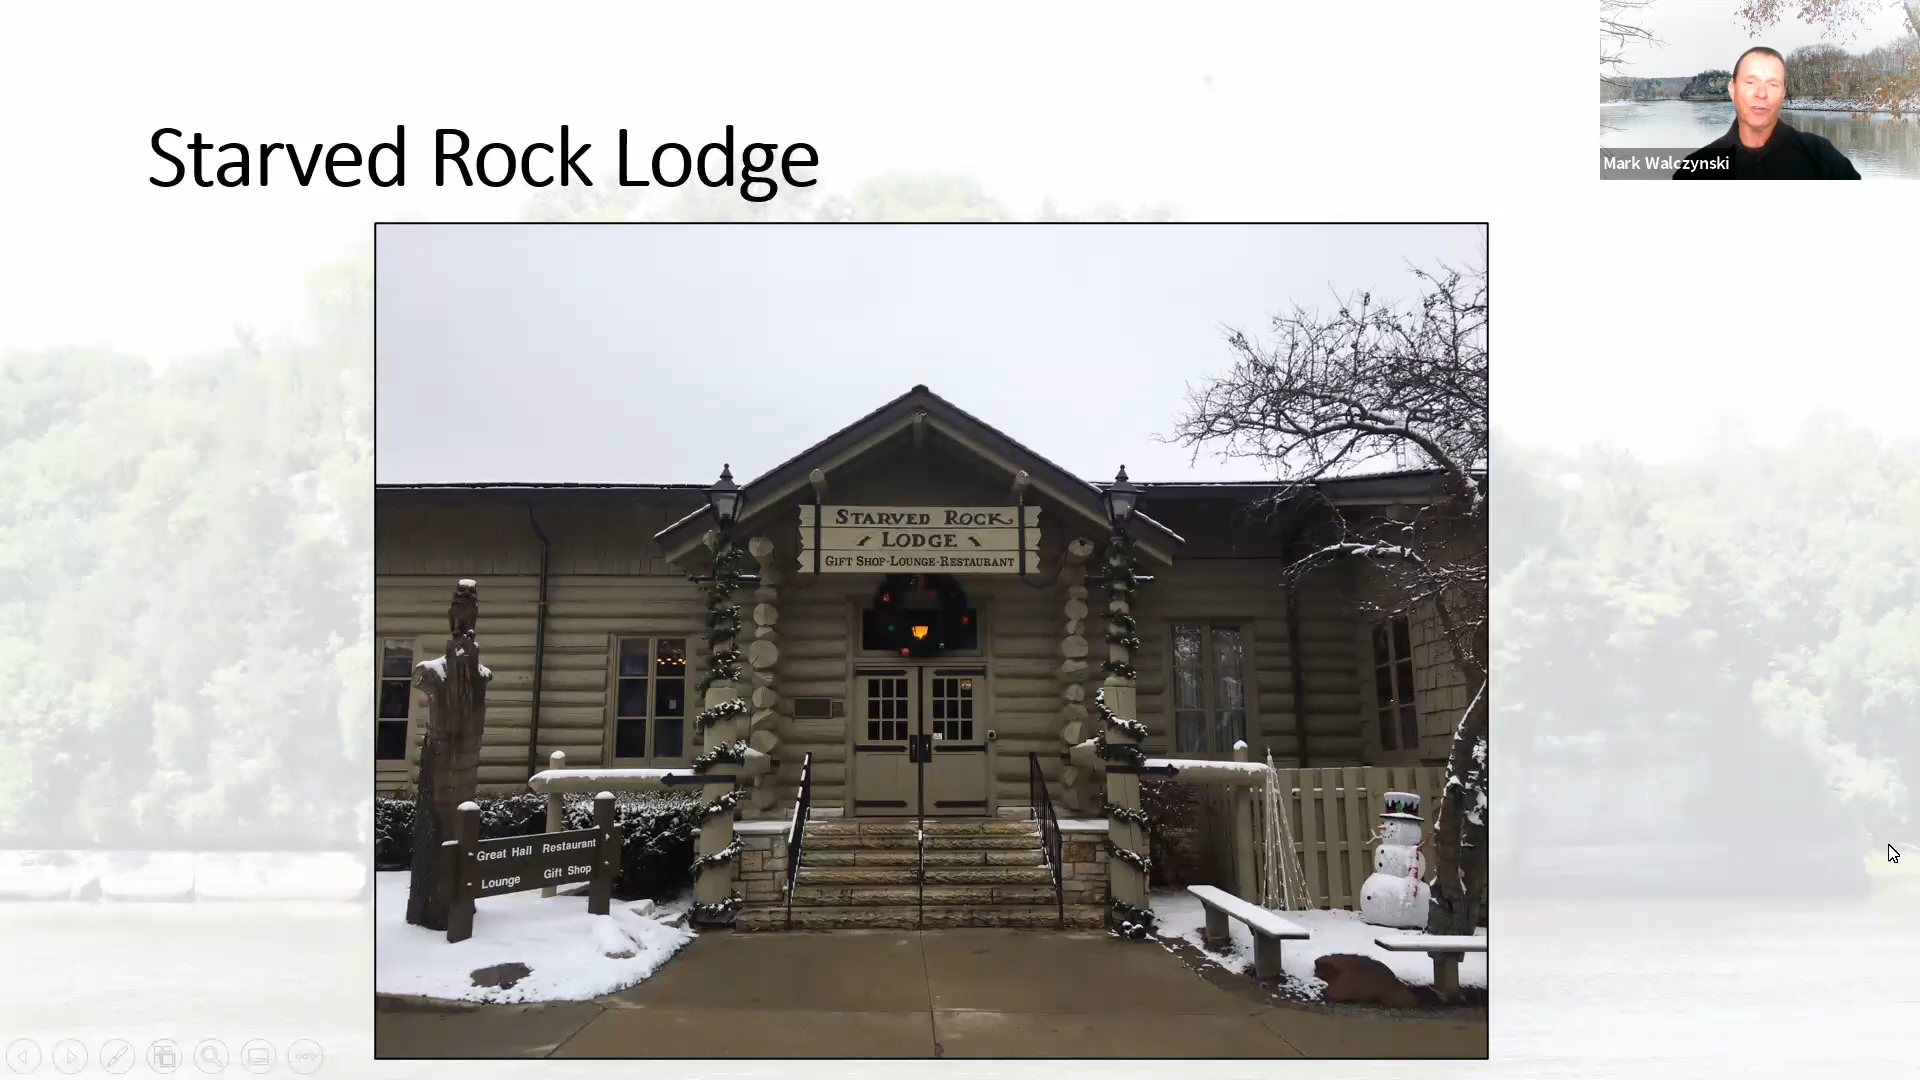 Starved Rock Lodge
Mark Walczynski
STARVED ROCK
LODGE
GIFT SHOP-LOUNGE-RESTAURANT
Great Hall Restaurant
Lounge Gift Shop